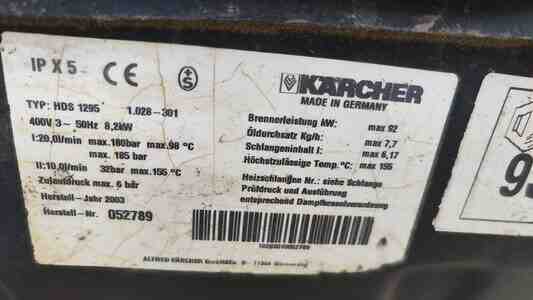 IP X 5 CE S
TYP: HDS 1295 1.028-301
400V 3~ 50Hz 8,2kW
I:20,0l/min max.180bar max.98 °C
max. 185 bar
II:10,0l/min 32bar max.155 °C
Zulaufdruck max. 6 bar
Herstell-Jahr 2003
Herstell-Nr. 052789
KÄRCHER
MADE IN GERMANY
Brennerleistung kW: max 92
Öldurchsatz Kg/h: max 7,7
Schlangeninhalt l: max 6,17
Höchstzulässige Temp.°C: max 155
Heizschlangen Nr.: siehe Schlange
Prüfdruck und Ausführung
entsprechend Dampfkesselverordnung
ALFRED KÄRCHER